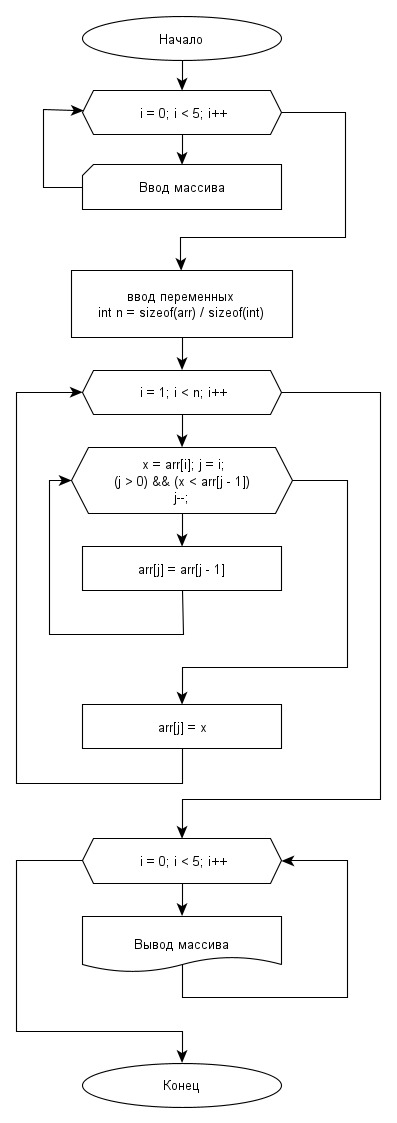 Начало
i = 0; i < 5; i++
Ввод массива
ввод переменных
int n = sizeof(arr) / sizeof(int)
i = 1; i < n; i++
x = arr[i]; j = i;
(j > 0) && (x < arr[j - 1])
j--;
arr[j] = arr[j - 1]
arr[j] = x
i = 0; i < 5; i++
Вывод массива
Конец